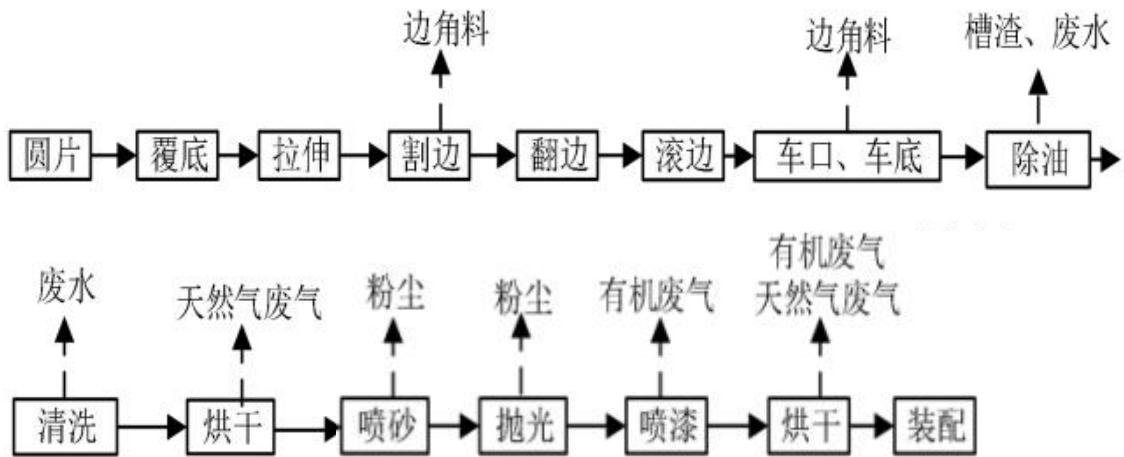 边角料 边角料 槽渣、废水
圆片 覆底 拉伸 割边 翻边 滚边 车口、车底 除油
废水 天然气废气 粉尘 粉尘 有机废气 有机废气
天然气废气
清洗 烘干 喷砂 抛光 喷漆 烘干 装配